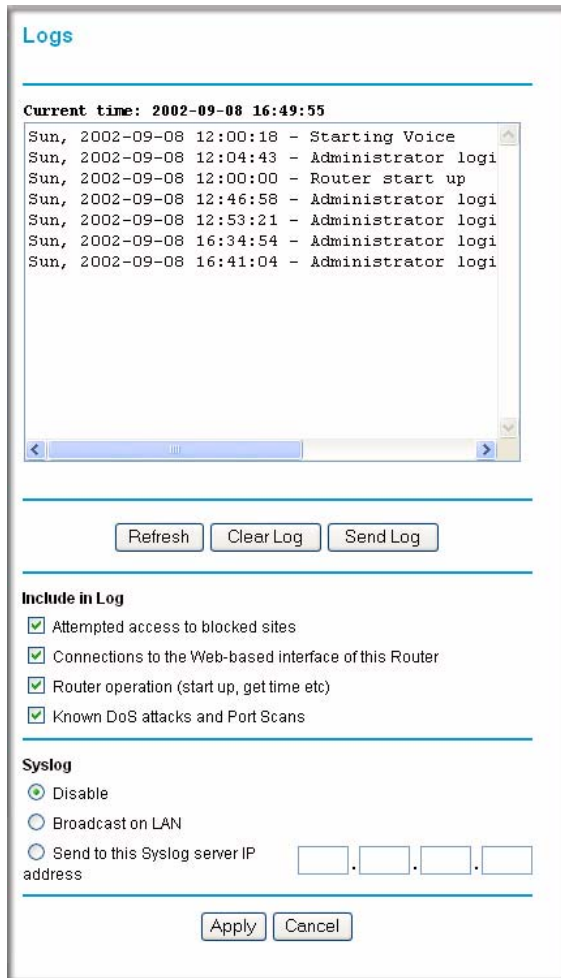 Logs
Current time: 2002-09-08 16:49:55
Sun, 2002-09-08 12:00:18 - Starting Voice
Sun, 2002-09-08 12:04:43 - Administrator logi
Sun, 2002-09-08 12:00:00 - Router start up
Sun, 2002-09-08 12:46:58 - Administrator logi
Sun, 2002-09-08 12:53:21 - Administrator logi
Sun, 2002-09-08 16:34:54 - Administrator logi
Sun, 2002-09-08 16:41:04 - Administrator logi
Refresh Clear Log Send Log
Include in Log
Attempted access to blocked sites
Connections to the Web-based interface of this Router
Router operation (start up, get time etc)
Known DoS attacks and Port Scans
Syslog
Disable
Broadcast on LAN
Send to this Syslog server IP
address . . .
Apply Cancel